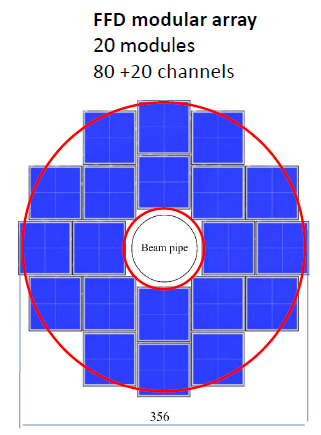 FFD modular array
20 modules
80 +20 channels
Beam pipe
356